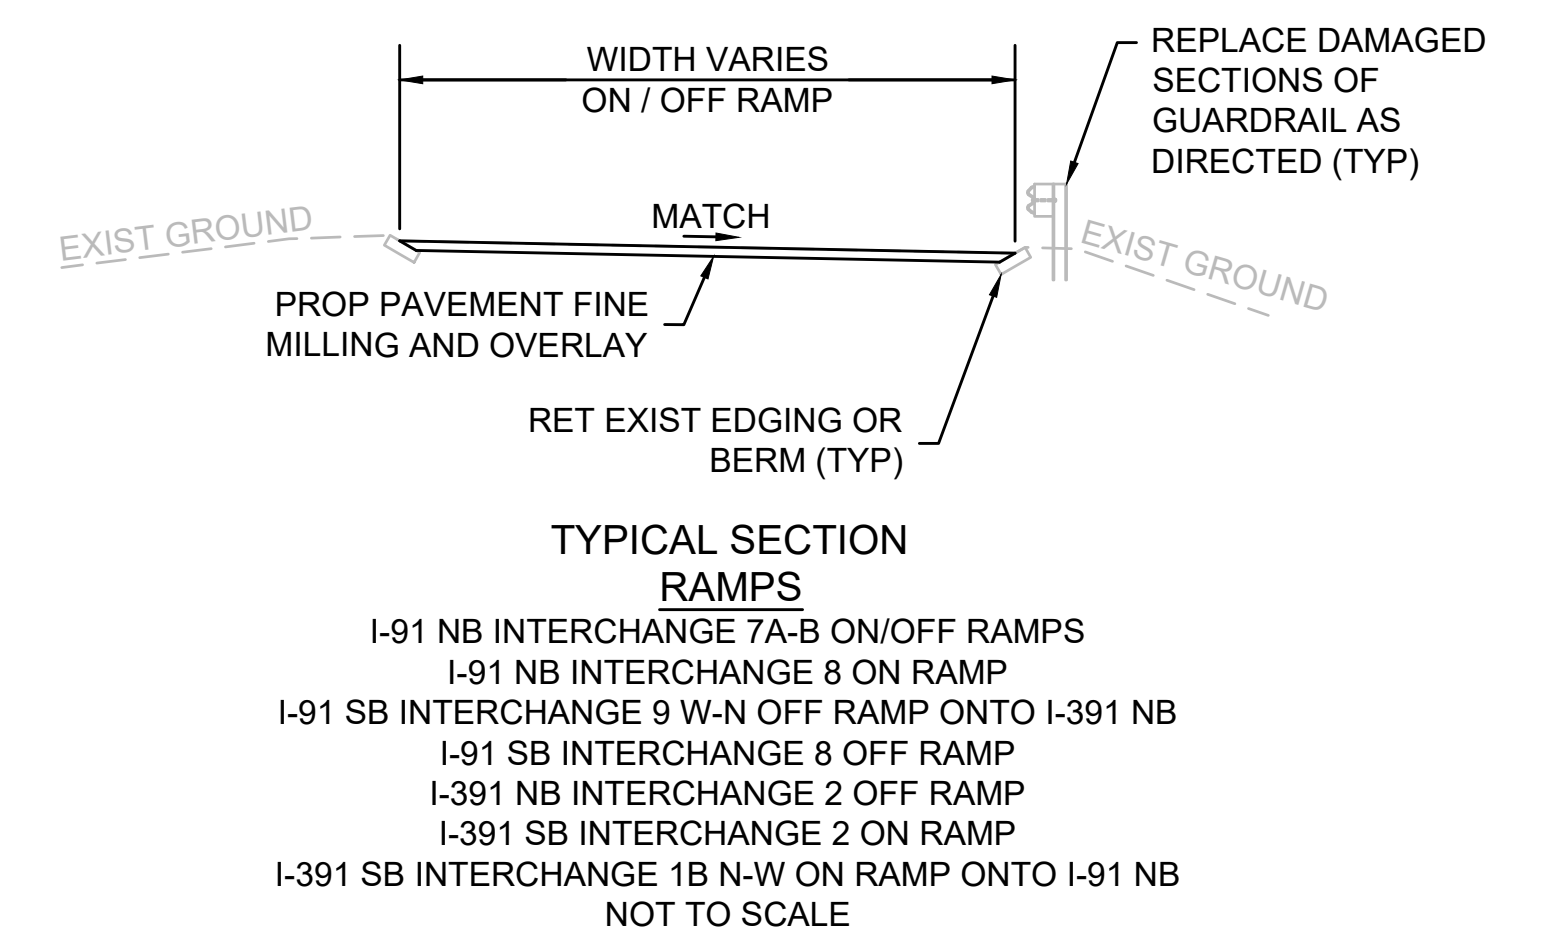 WIDTH VARIES
ON / OFF RAMP
REPLACE DAMAGED
SECTIONS OF
GUARDRAIL AS
DIRECTED (TYP)
EXIST GROUND
MATCH
EXIST GROUND
PROP PAVEMENT FINE
MILLING AND OVERLAY
RET EXIST EDGING OR
BERM (TYP)
TYPICAL SECTION
RAMPS
I-91 NB INTERCHANGE 7A-B ON/OFF RAMPS
I-91 NB INTERCHANGE 8 ON RAMP
I-91 SB INTERCHANGE 9 W-N OFF RAMP ONTO I-391 NB
I-91 SB INTERCHANGE 8 OFF RAMP
I-391 NB INTERCHANGE 2 OFF RAMP
I-391 SB INTERCHANGE 2 ON RAMP
I-391 SB INTERCHANGE 1B N-W ON RAMP ONTO I-91 NB
NOT TO SCALE